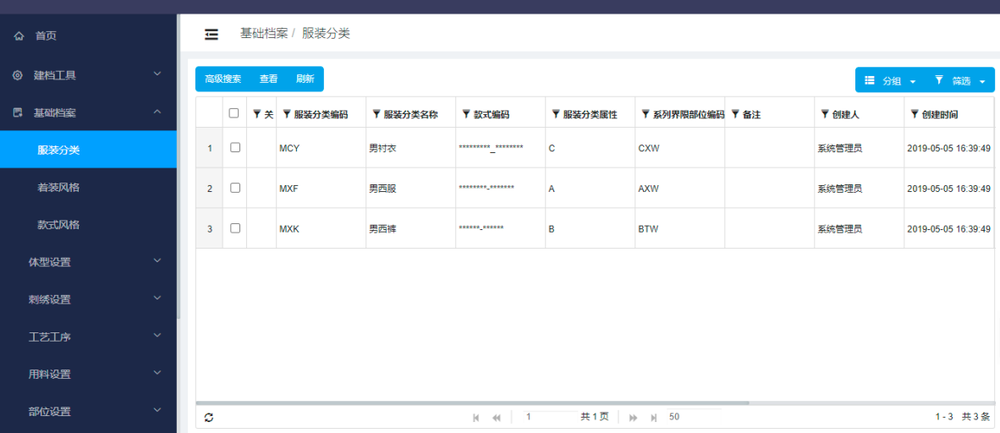 首页
建档工具
基础档案
服装分类
着装风格
款式风格
体型设置
刺绣设置
工艺工序
用料设置
部位设置
基础档案 / 服装分类
高级搜索 查看 刷新
分组 筛选
关 服装分类编码 服装分类名称 款式编码 服装分类属性 系列界限部位编码 备注 创建人 创建时间
1 MCY 男衬衣 *********_******** C CXW 系统管理员 2019-05-05 16:39:49
2 MXF 男西服 ********-******* A AXW 系统管理员 2019-05-05 16:39:49
3 MXK 男西裤 ******-****** B BTW 系统管理员 2019-05-05 16:39:49
1 共 1 页 50 1 - 3 共 3 条